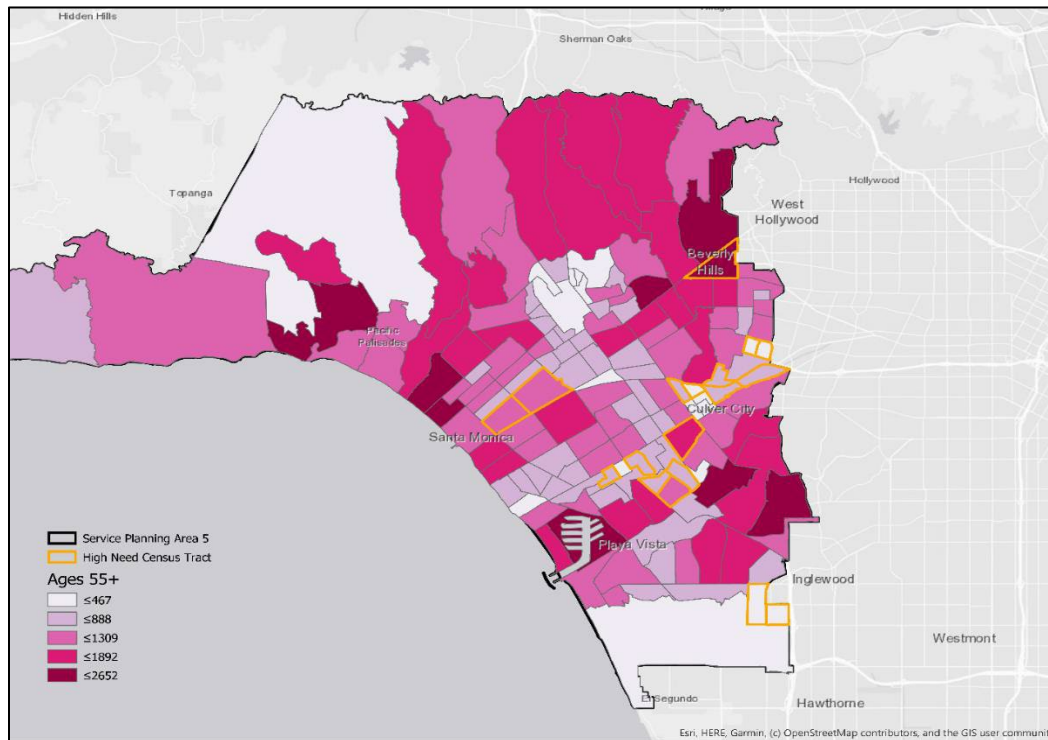 Hidden Hills
Sherman Oaks
Topanga
Hollywood
West
Hollywood
Beverly
Hills
Pacific
Palisades
Culver City
Santa Monica
Playa Vista
Service Planning Area 5
High Need Census Tract
Ages 55+
≤467
≤888
≤1309
≤1892
≤2652
Inglewood
Westmont
El Segundo
Hawthorne
Esri, HERE, Garmin, (c) OpenStreetMap contributors, and the GIS user communit